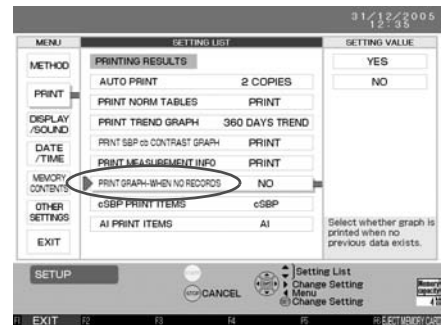 31/12/2005
12:35
MENU
SETTING LIST
SETTING VALUE
METHOD
PRINTING RESULTS
YES
AUTO PRINT 2 COPIES
NO
PRINT
PRINT NORM TABLES PRINT
DISPLAY
/SOUND
PRINT TREND GRAPH 360 DAYS TREND
DATE
/TIME
PRINT SBP cb CONTRAST GRAPH PRINT
PRINT MEASUREMENT INFO PRINT
MEMORY
CONTENTS
PRINT GRAPH-WHEN NO RECORDS NO
OTHER
SETTINGS
cSBP PRINT ITEMS cSBP
AI PRINT ITEMS AI
EXIT
Select whether graph is
printed when no
previous data exists.
SETUP
STOP CANCEL
Setting List
Change Setting
Menu
Change Setting
Memory
capacity
F1 EXIT F2 F3 F4 F5 F6 EJECT MEMORY CARD